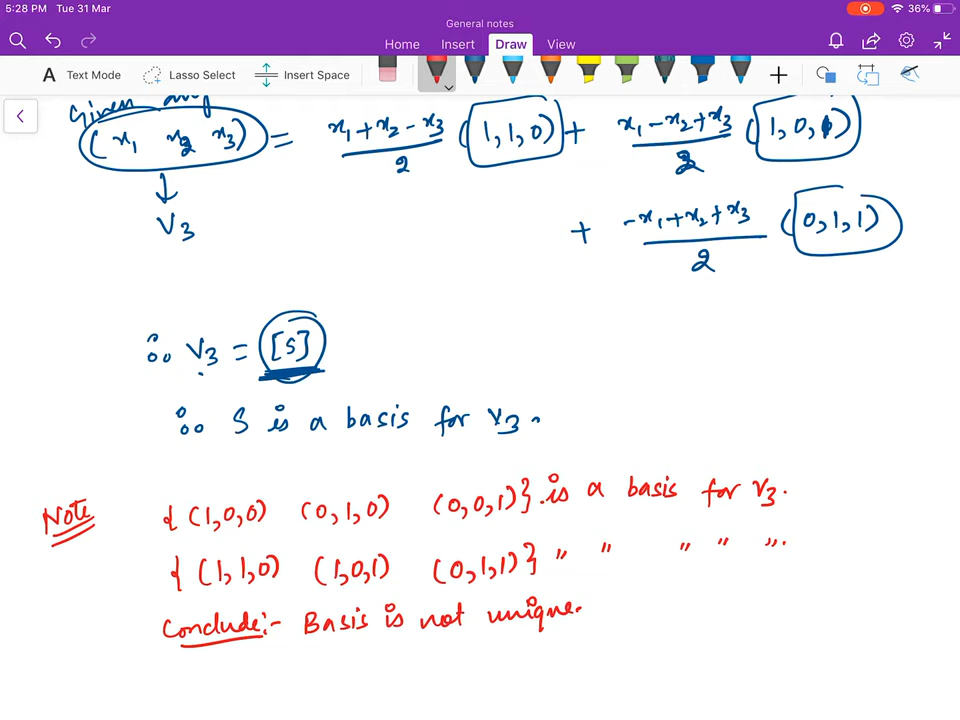 5:28 PM Tue 31 Mar
36%
General notes
Home Insert Draw View
A Text Mode Lasso Select Insert Space
Given any
(x₁ x₂ x₃) = x₁+x₂-x₃/2 (1,1,0) + x₁-x₂+x₃/2 (1,0,1)
+ -x₁+x₂+x₃/2 (0,1,1)
V₃
∴ V₃ = [S]
∴ S is a basis for V₃.
Note {(1,0,0) (0,1,0) (0,0,1)}. is a basis for V₃.
{(1,1,0) (1,0,1) (0,1,1)} " " " " ".
Conclude:- Basis is not unique.